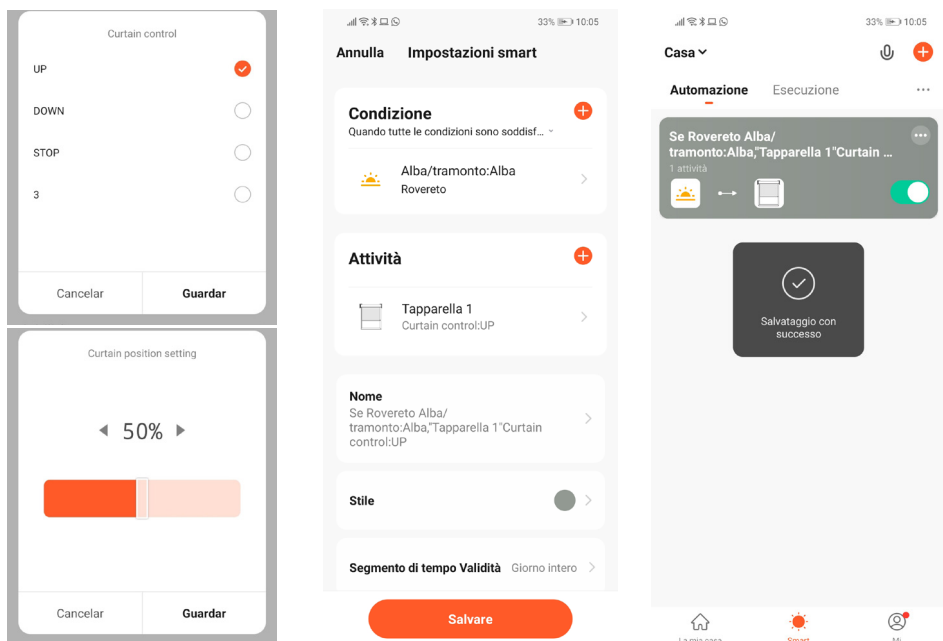 Curtain control
UP
DOWN
STOP
3
Cancelar Guardar
Curtain position setting
50%
Cancelar Guardar
33% 10:05
Annulla Impostazioni smart
Condizione
Quando tutte le condizioni sono soddisf...
Alba/tramonto:Alba
Rovereto
Attività
Tapparella 1
Curtain control:UP
Nome
Se Rovereto Alba/
tramonto:Alba,"Tapparella 1"Curtain
control:UP
Stile
Segmento di tempo Validità Giorno intero
Salvare
33% 10:05
Casa
Automazione Esecuzione
Se Rovereto Alba/
tramonto:Alba,"Tapparella 1"Curtain ...
1 attività
Salvataggio con
successo
La mia casa Smart Mi